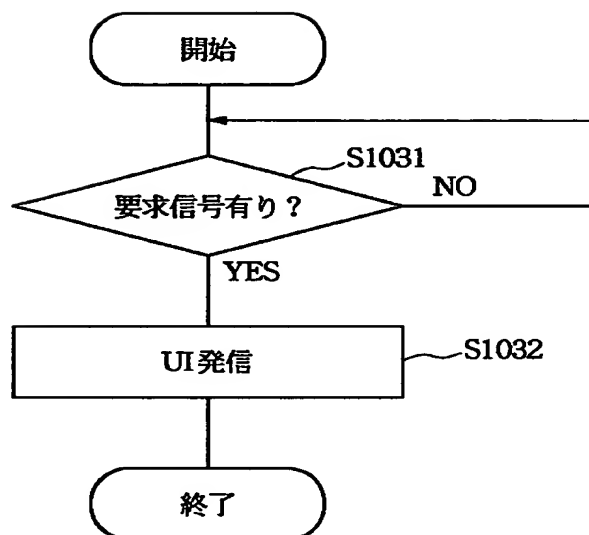 開始
S1031
要求信号有り？
NO
YES
UI発信
S1032
終了